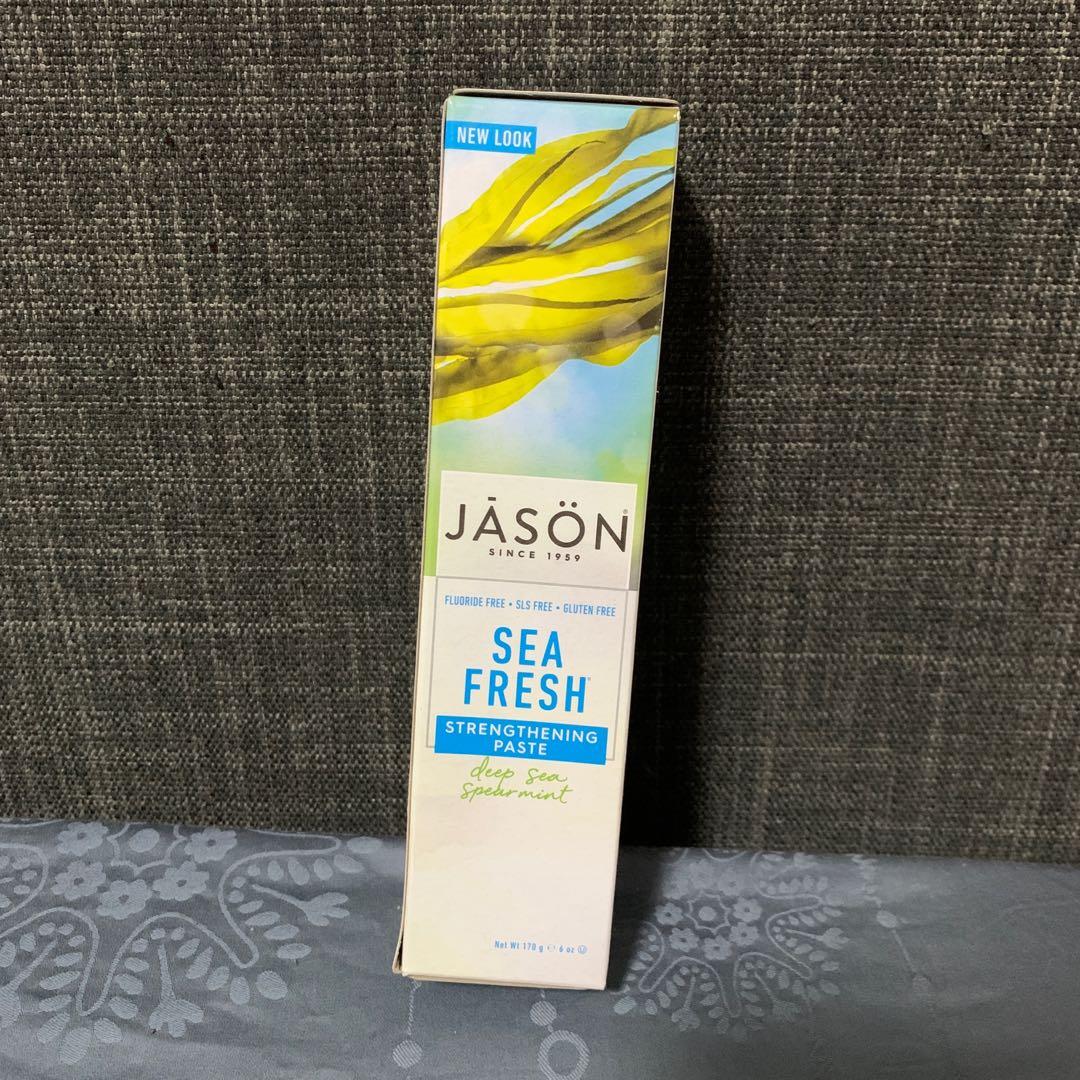 NEW LOOK
JĀSÖN®
SINCE 1959
FLUORIDE FREE • SLS FREE • GLUTEN FREE
SEA
FRESH®
STRENGTHENING
PASTE
deep sea
spearmint
Net Wt 170 g ℮ 6 oz Ⓤ